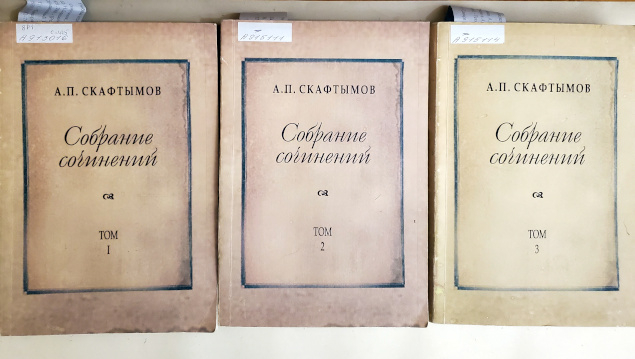 А.П. СКАФТЫМОВ
Собрание
сочинений
ТОМ
1
А.П. СКАФТЫМОВ
Собрание
сочинений
ТОМ
2
А.П. СКАФТЫМОВ
Собрание
сочинений
ТОМ
3